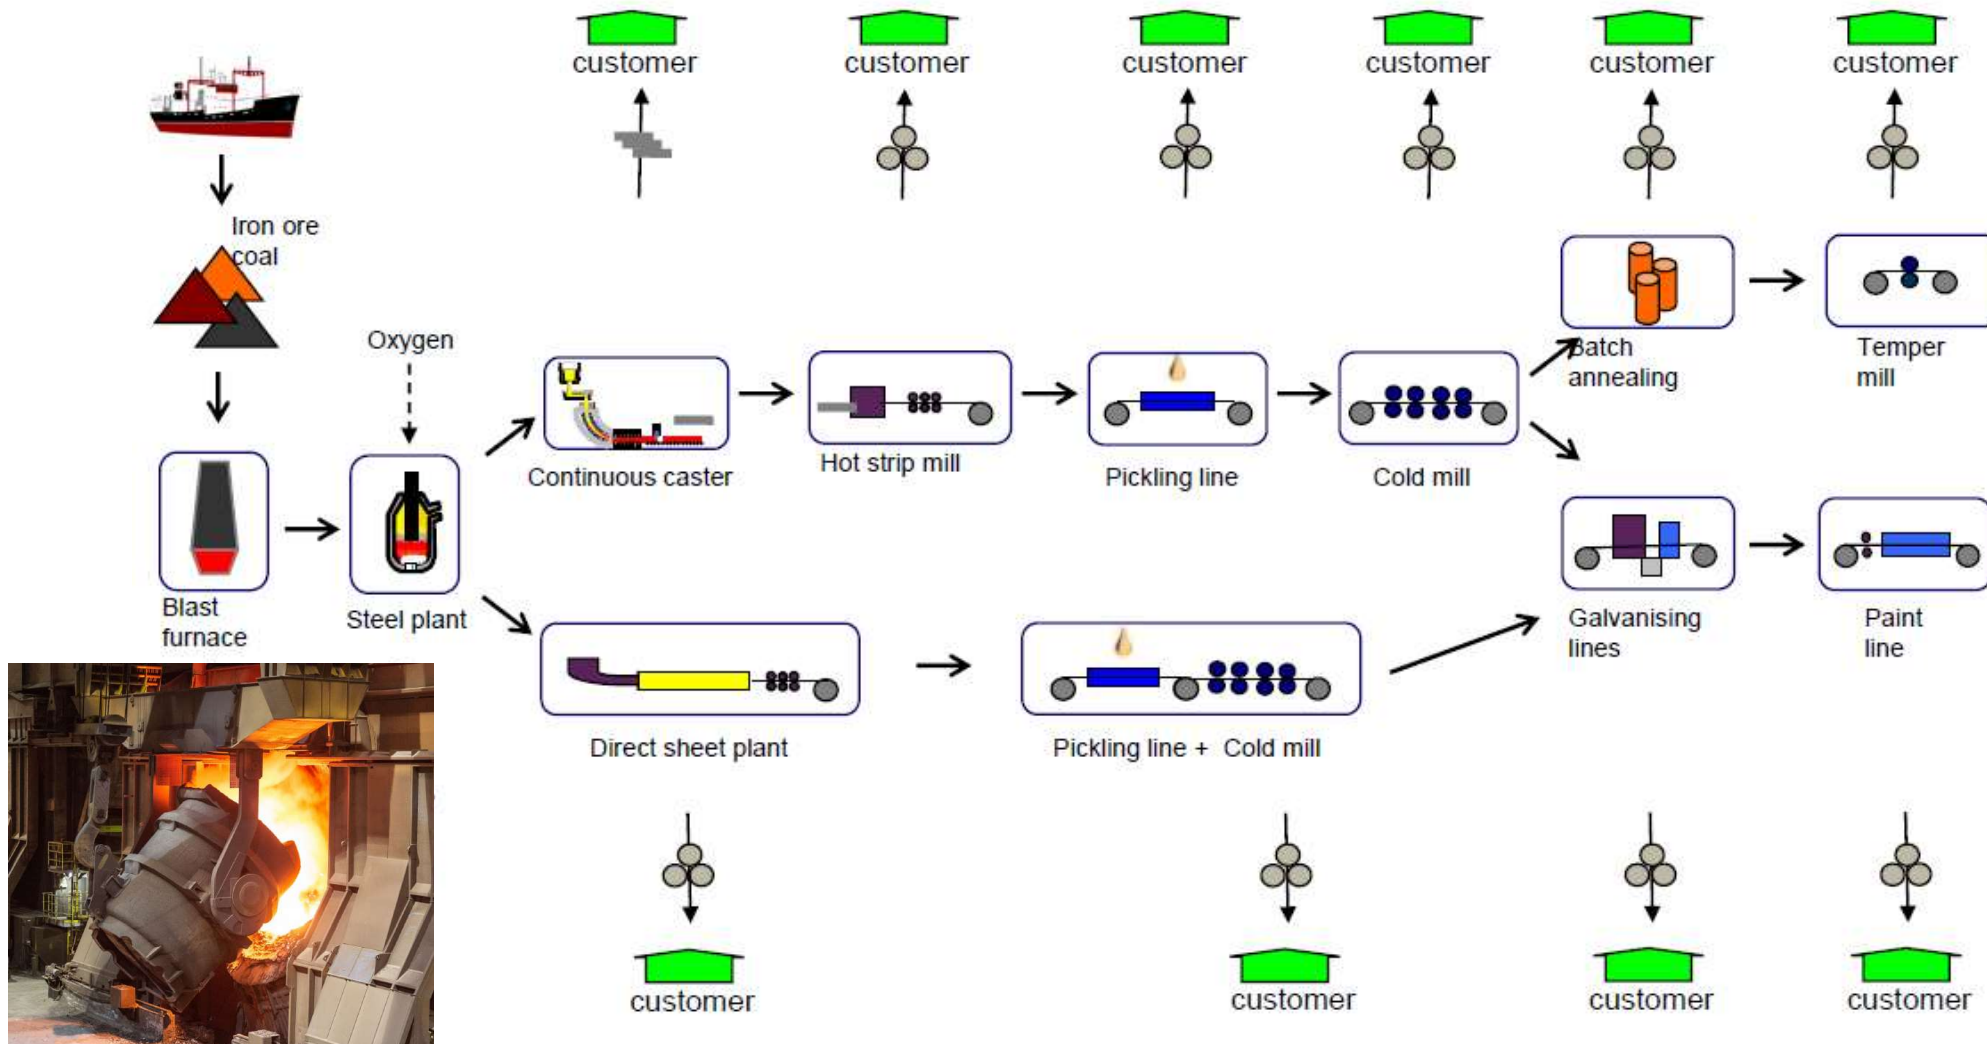 customer
customer
customer
customer
customer
customer
Iron ore
coal
Oxygen
Batch
annealing
Temper
mill
Continuous caster
Hot strip mill
Pickling line
Cold mill
Blast
furnace
Steel plant
Galvanising
lines
Paint
line
Direct sheet plant
Pickling line + Cold mill
customer
customer
customer
customer